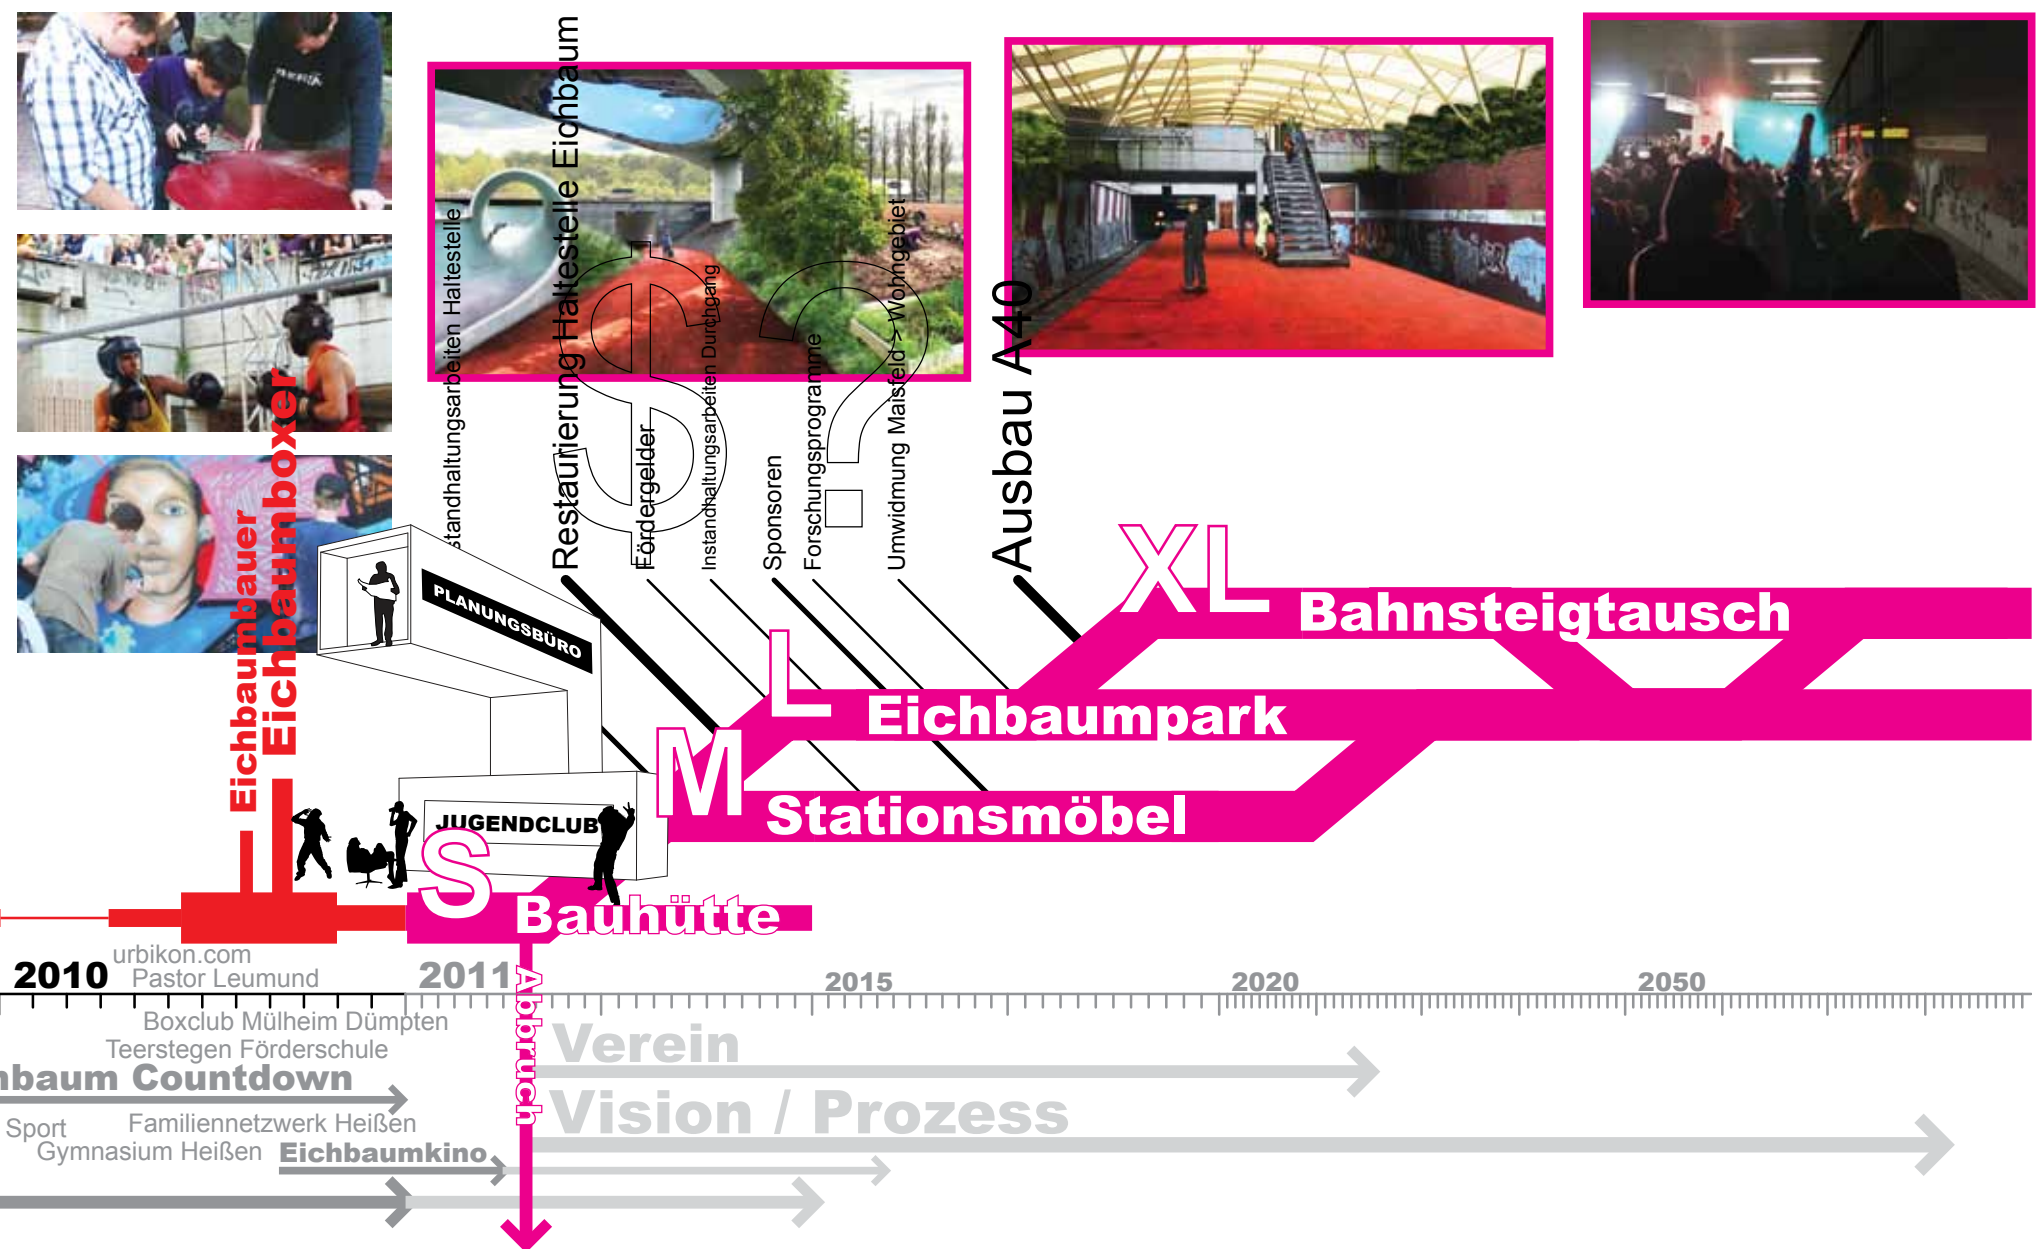 standhaltungsarbeiten Haltestelle
Restaurierung Haltestelle Eichbaum
Fördergelder
Instandhaltungsarbeiten Durchgang
Sponsoren
Forschungsprogramme
Umwidmung Maisfeld > Wohngebiet
Ausbau A40
$?
Eichbaumbauer
Eichbaumboxer
PLANUNGSBÜRO
JUGENDCLUB
XL Bahnsteigtausch
L Eichbaumpark
M Stationsmöbel
S Bauhütte
Abbruch
urbikon.com
2010 Pastor Leumund 2011 2015 2020 2050
Boxclub Mülheim Dümpten
Teerstegen Förderschule
Verein
nbaum Countdown
Vision / Prozess
Sport Familiennetzwerk Heißen
Gymnasium Heißen Eichbaumkino